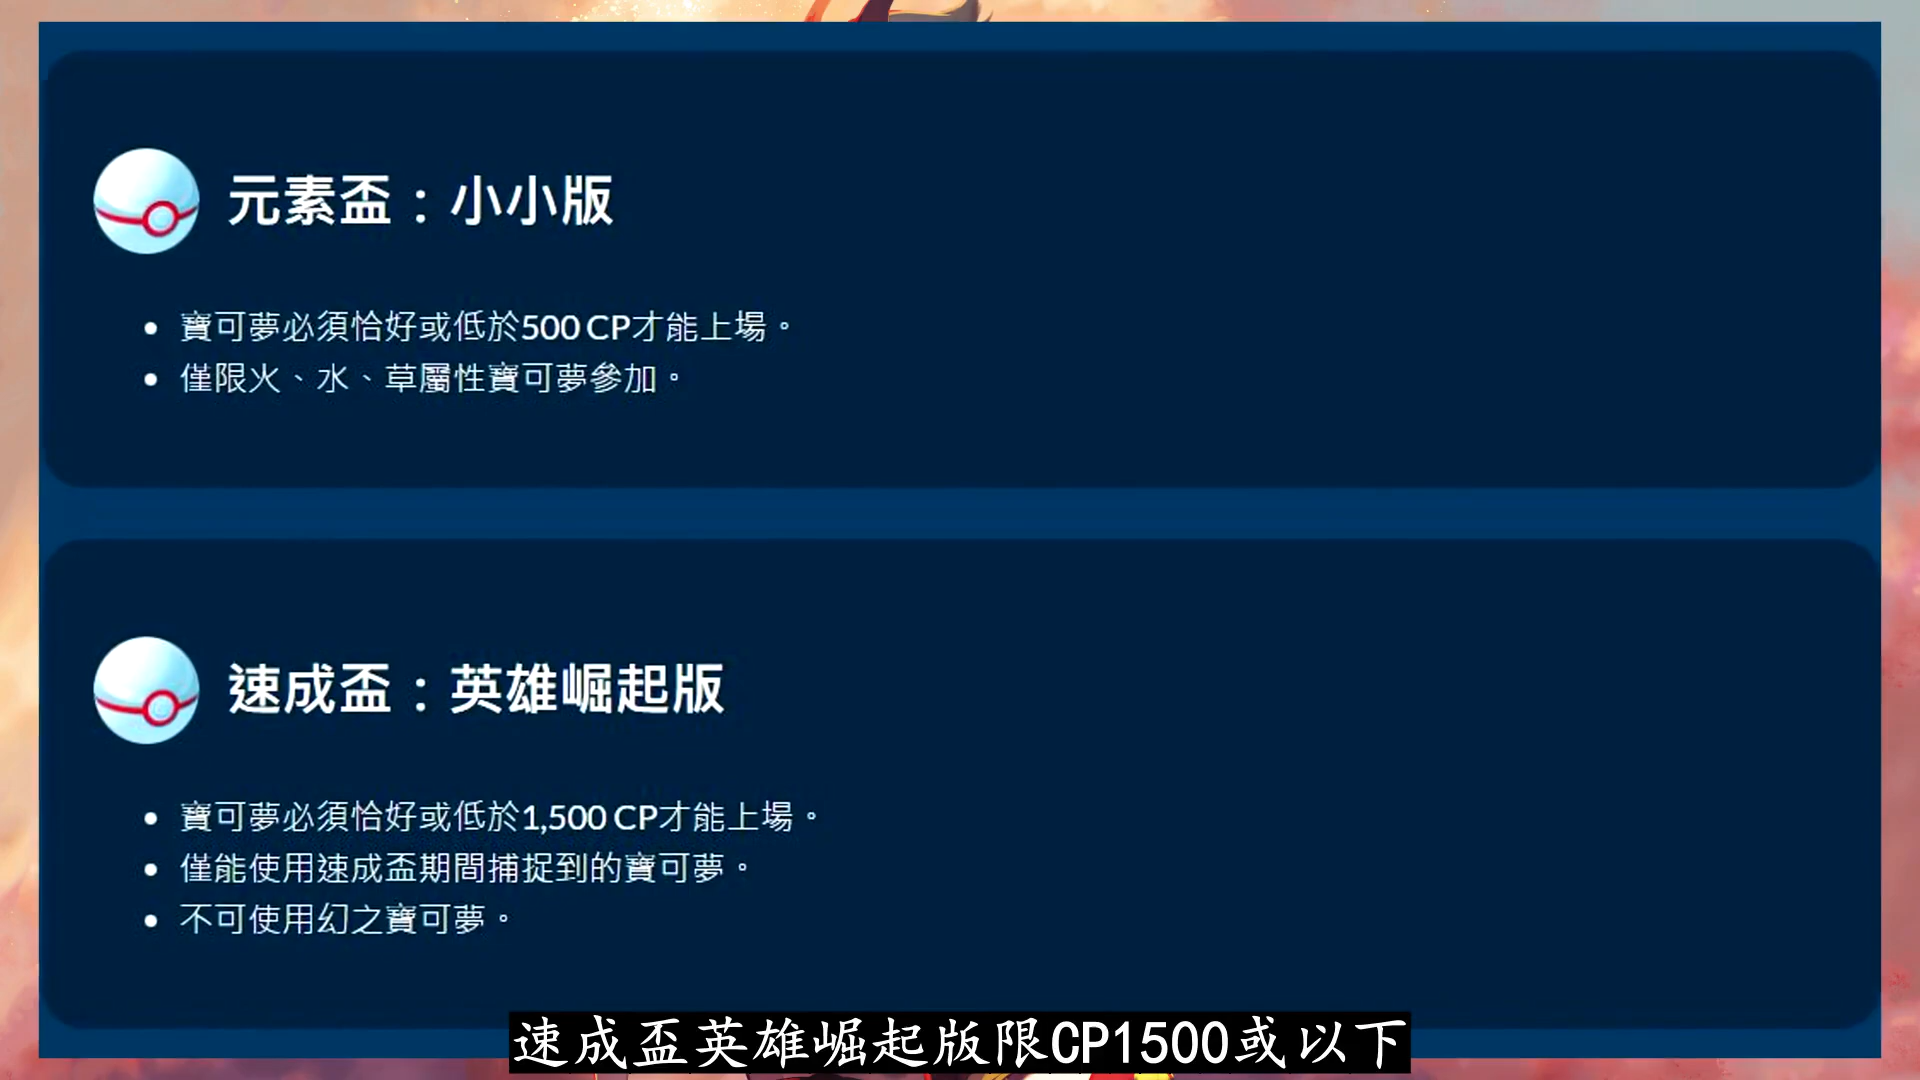 元素盃：小小版
• 寶可夢必須恰好或低於500 CP才能上場。
• 僅限火、水、草屬性寶可夢參加。
速成盃：英雄崛起版
• 寶可夢必須恰好或低於1,500 CP才能上場。
• 僅能使用速成盃期間捕捉到的寶可夢。
• 不可使用幻之寶可夢。
速成盃英雄崛起版限CP1500或以下